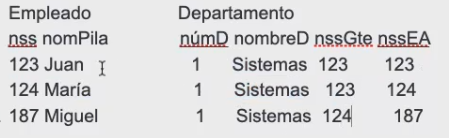 Empleado Departamento
nss nomPila númD nombreD nssGte nssEA
123 Juan 1 Sistemas 123 123
124 María 1 Sistemas 123 124
187 Miguel 1 Sistemas 124 187